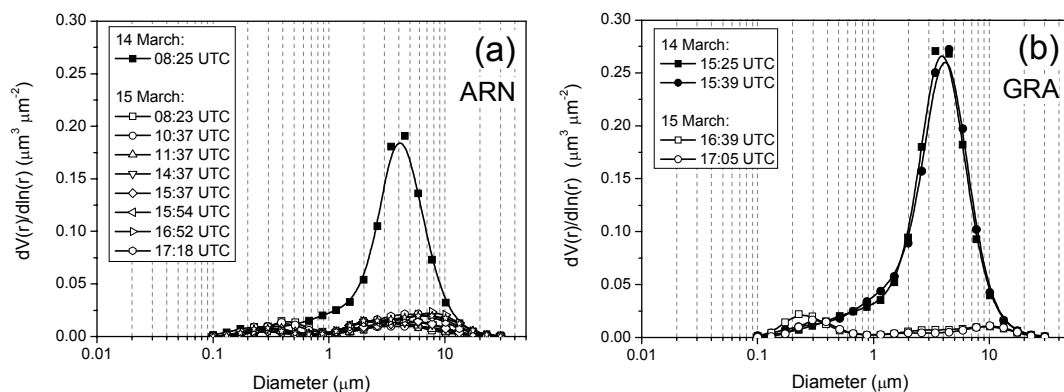 (a)
ARN
14 March:
08:25 UTC
15 March:
08:23 UTC
10:37 UTC
11:37 UTC
14:37 UTC
15:37 UTC
15:54 UTC
16:52 UTC
17:18 UTC
dV(r)/dln(r) (μm³ μm⁻²)
0.30
0.25
0.20
0.15
0.10
0.05
0.00
0.01
0.1
1
10
Diameter (μm)
(b)
GRA
14 March:
15:25 UTC
15:39 UTC
15 March:
16:39 UTC
17:05 UTC
dV(r)/dln(r) (μm³ μm⁻²)
0.30
0.25
0.20
0.15
0.10
0.05
0.00
0.01
0.1
1
10
Diameter (μm)